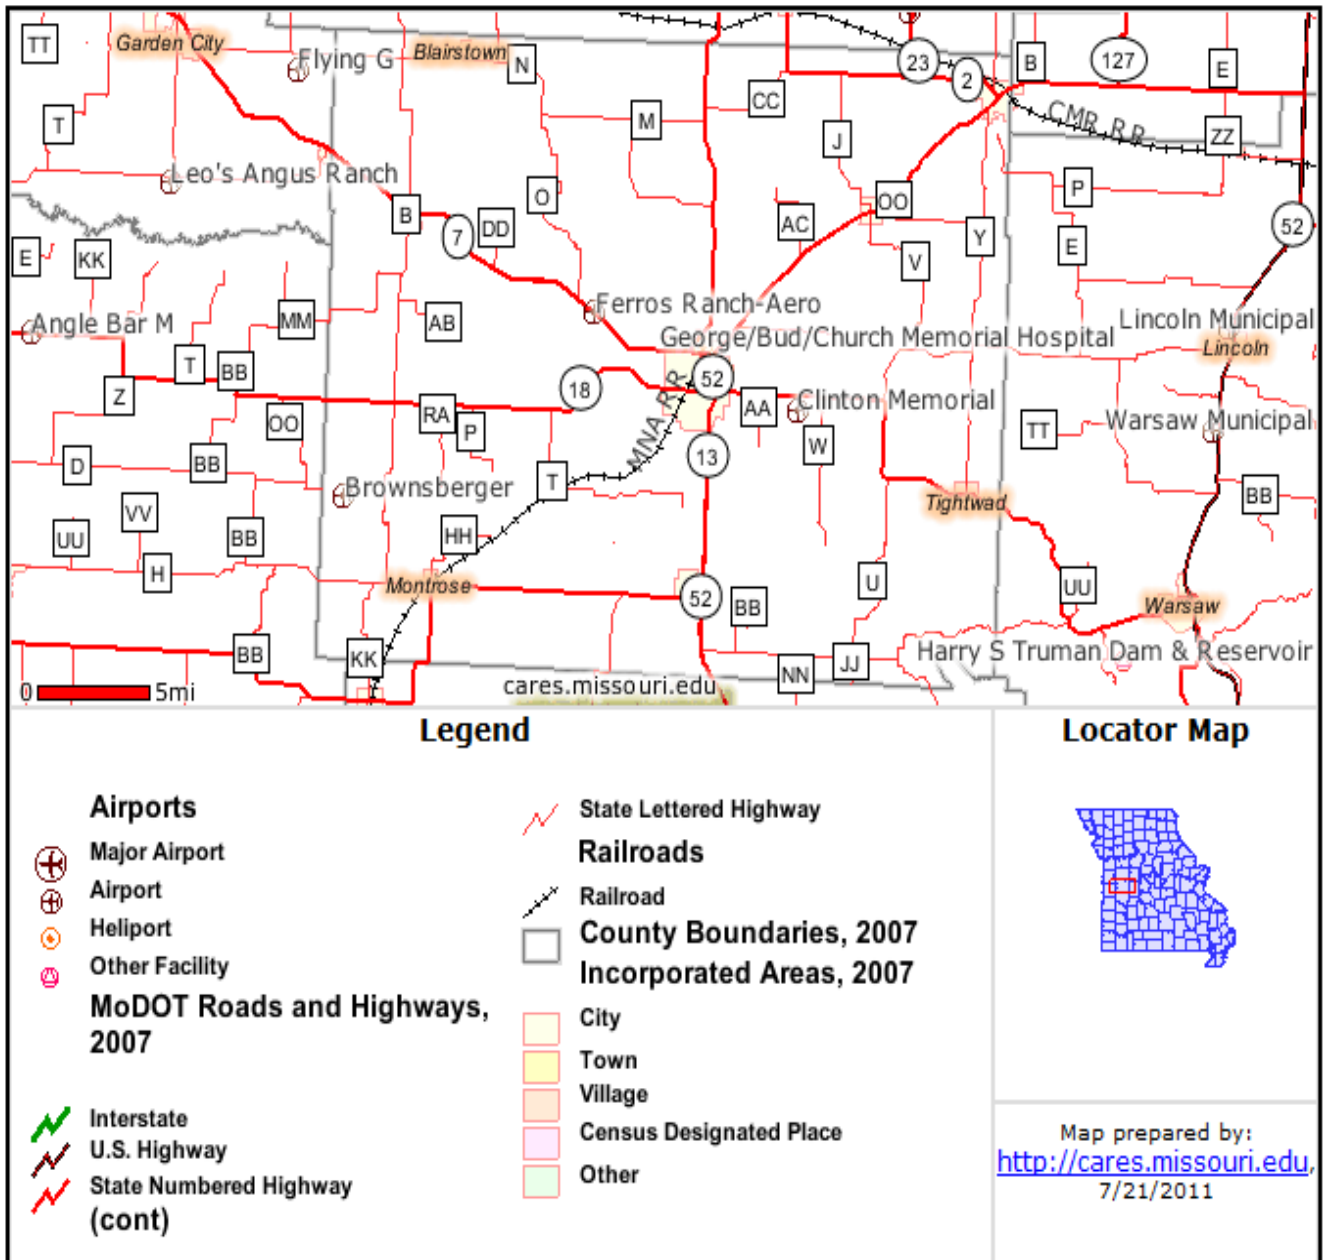 TT
Garden City
Flying G
Blairstown
N
23
2
B
127
E
T
M
CC
J
CMR R R
ZZ
Leo's Angus Ranch
O
OO
P
B
7
DD
AC
Y
V
E
52
E
KK
Angle Bar M
MM
AB
Ferros Ranch-Aero
George/Bud/Church Memorial Hospital
Lincoln Municipal
Lincoln
T
BB
Z
OO
18
52
RA
P
MNA R R
AA
Clinton Memorial
W
TT
Warsaw Municipal
D
BB
13
Brownsberger
T
Tightwad
BB
VV
UU
BB
HH
H
Montrose
52
BB
U
UU
Warsaw
BB
KK
NN
JJ
Harry S Truman Dam & Reservoir
0 5mi
cares.missouri.edu
Legend
Airports
Major Airport
Airport
Heliport
Other Facility
MoDOT Roads and Highways,
2007
Interstate
U.S. Highway
State Numbered Highway
(cont)
State Lettered Highway
Railroads
Railroad
County Boundaries, 2007
Incorporated Areas, 2007
City
Town
Village
Census Designated Place
Other
Locator Map
Map prepared by:
http://cares.missouri.edu,
7/21/2011